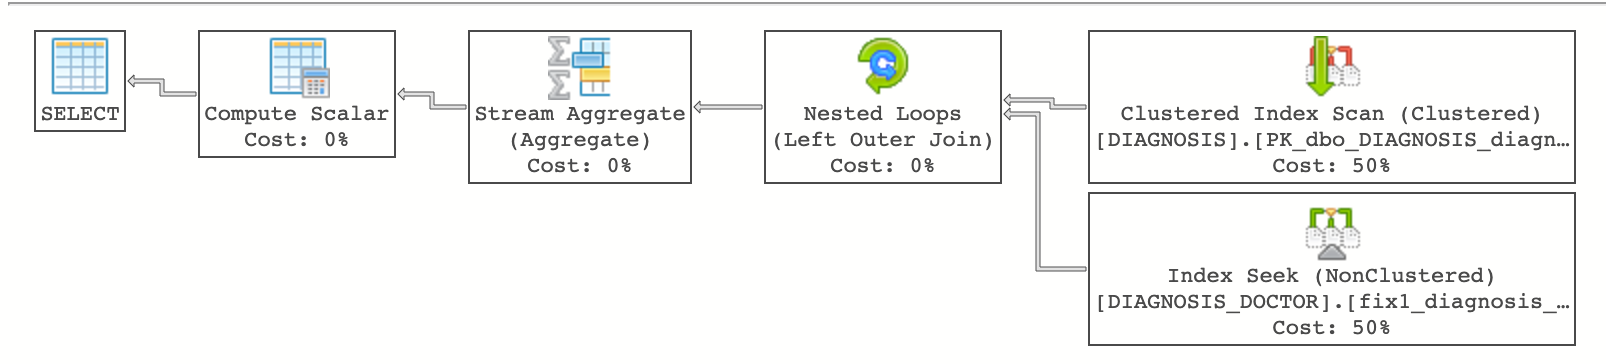 SELECT
Compute Scalar
Cost: 0%
Stream Aggregate
(Aggregate)
Cost: 0%
Nested Loops
(Left Outer Join)
Cost: 0%
Clustered Index Scan (Clustered)
[DIAGNOSIS].[PK_dbo_DIAGNOSIS_diagn…
Cost: 50%
Index Seek (NonClustered)
[DIAGNOSIS_DOCTOR].[fix1_diagnosis_…
Cost: 50%